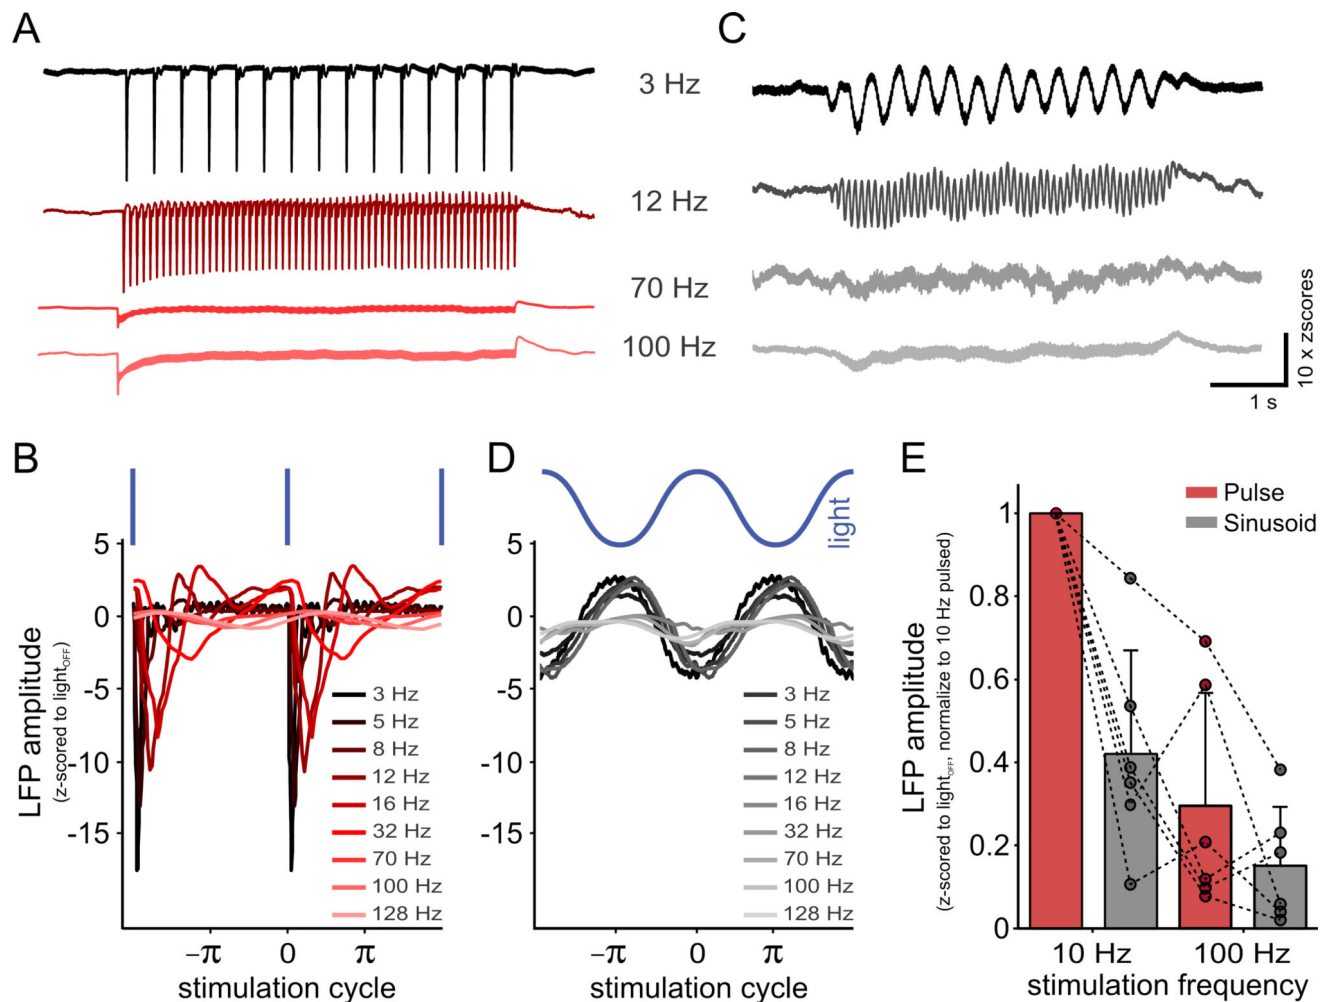 A
C
3 Hz
12 Hz
70 Hz
100 Hz
10 x zscores
1 s
B
LFP amplitude
(z-scored to lightOFF)
5
0
-5
-10
-15
3 Hz
5 Hz
8 Hz
12 Hz
16 Hz
32 Hz
70 Hz
100 Hz
128 Hz
−π
0
π
stimulation cycle
D
light
5
0
-5
-10
-15
3 Hz
5 Hz
8 Hz
12 Hz
16 Hz
32 Hz
70 Hz
100 Hz
128 Hz
−π
0
π
stimulation cycle
E
Pulse
Sinusoid
LFP amplitude
(z-scored to lightOFF, normalize to 10 Hz pulsed)
1
0.8
0.6
0.4
0.2
0
10 Hz
100 Hz
stimulation frequency